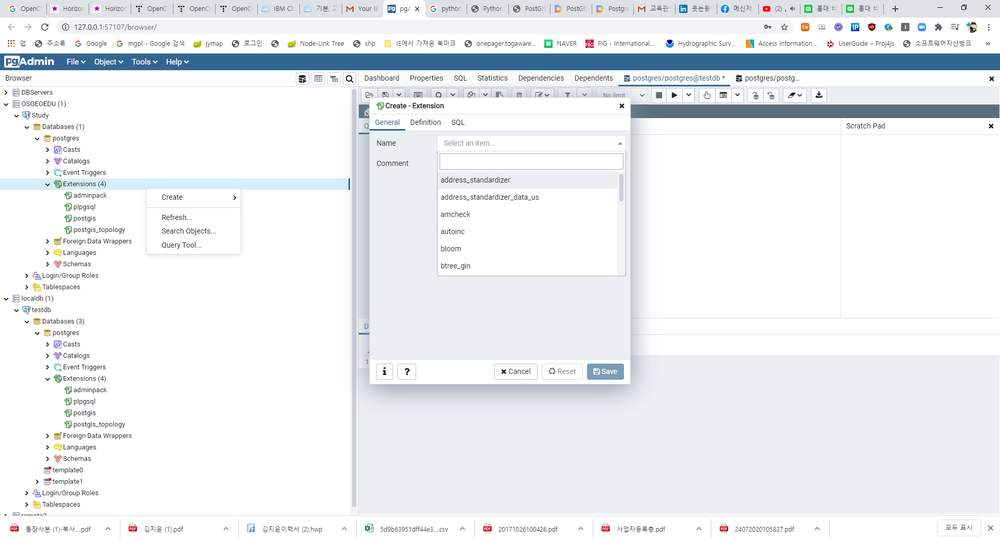 OpenC
Horizor
Horizor
OpenC
OpenC
OpenC
IBM Clo
기본, 고
Your IB
pgA
python
Python
PostGIS
PostGIS
Postgre
교육관
웃는동
메신저
(2)
홍대 비
홍대 비
127.0.0.1:57107/browser/
앱
주소록
Google
mgpl - Google 검색
jymap
로그인
Node-Link Tree
shp
IE에서 가져온 북마크
onepager.togaware...
NAVER
FIG - International...
Hydrographic Surv...
Access information...
UserGuide – Proj4js
소프트웨어자산뱅크
»
pgAdmin
File
Object
Tools
Help
Browser
Dashboard
Properties
SQL
Statistics
Dependencies
Dependents
postgres/postgres@testdb *
postgres/postg...
No limit
DBServers
OSGEOEDU (1)
Study
Databases (1)
postgres
Casts
Catalogs
Event Triggers
Extensions (4)
adminpack
plpgsql
postgis
postgis_topology
Foreign Data Wrappers
Languages
Schemas
Login/Group Roles
Tablespaces
localdb (1)
testdb
Databases (3)
postgres
Casts
Catalogs
Event Triggers
Extensions (4)
adminpack
plpgsql
postgis
postgis_topology
Foreign Data Wrappers
Languages
Schemas
template0
template1
Login/Group Roles
Tablespaces
Create
Refresh...
Search Objects...
Query Tool...
Create - Extension
General
Definition
SQL
Name
Select an item...
Comment
address_standardizer
address_standardizer_data_us
amcheck
autoinc
bloom
btree_gin
Cancel
Reset
Save
Scratch Pad
Q
D
1
통장사본 (1)-복사....pdf
김지윤 (1).pdf
김지윤이력서 (2).hwp
5d9b63951dff44e3....csv
20171026100426.pdf
사업자등록증.pdf
24072020105837.pdf
모두 표시